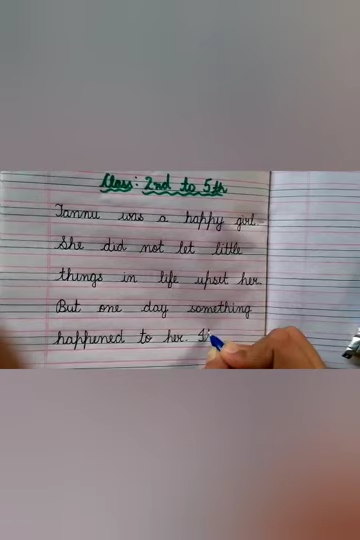 Class: 2nd to 5th
Tannu was a happy girl.
She did not let little
things in life upset her.
But one day something
happened to her.